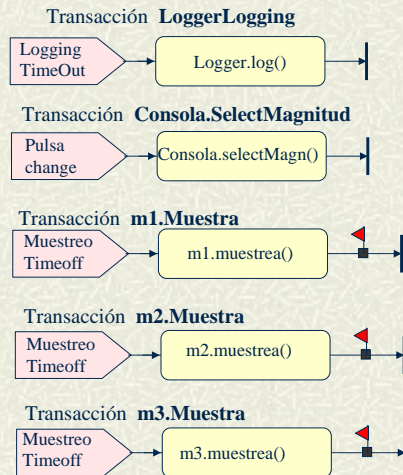 Transacción LoggerLogging
Logging
TimeOut
Logger.log()
Transacción Consola.SelectMagnitud
Pulsa
change
Consola.selectMagn()
Transacción m1.Muestra
Muestreo
Timeoff
m1.muestrea()
Transacción m2.Muestra
Muestreo
Timeoff
m2.muestrea()
Transacción m3.Muestra
Muestreo
Timeoff
m3.muestrea()